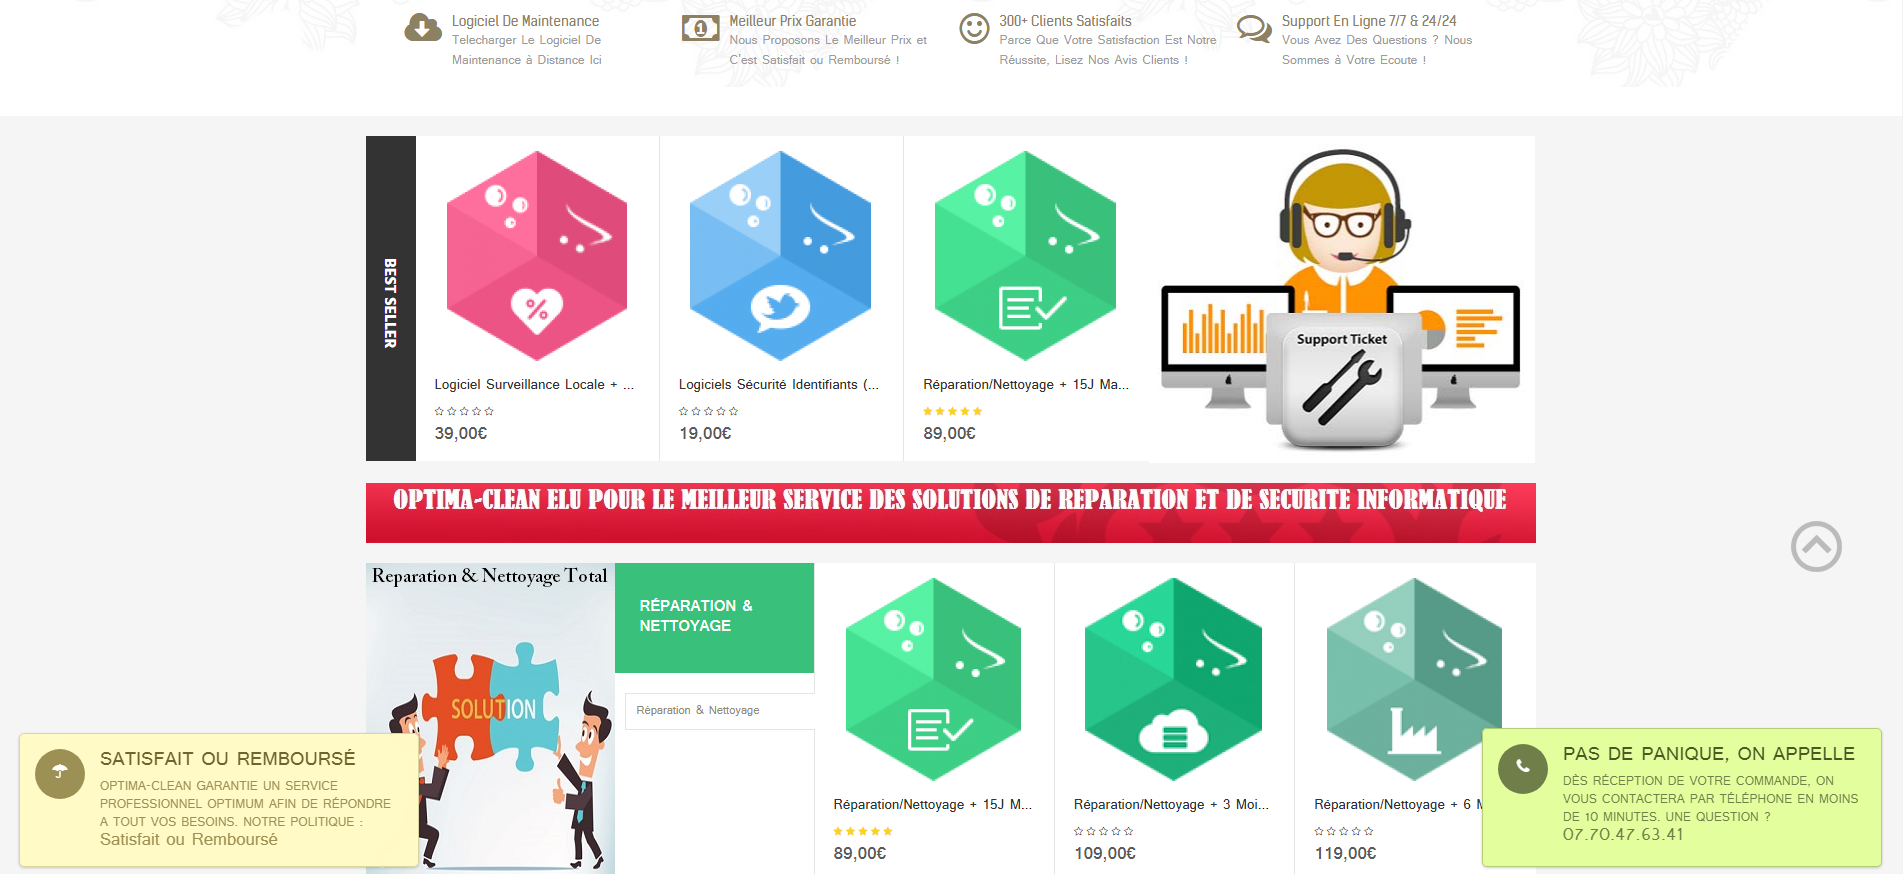 Logiciel De Maintenance
Telecharger Le Logiciel De
Maintenance à Distance Ici
Meilleur Prix Garantie
Nous Proposons Le Meilleur Prix et
C'est Satisfait ou Remboursé !
300+ Clients Satisfaits
Parce Que Votre Satisfaction Est Notre
Réussite, Lisez Nos Avis Clients !
Support En Ligne 7/7 & 24/24
Vous Avez Des Questions ? Nous
Sommes à Votre Ecoute !
BEST SELLER
Logiciel Surveillance Locale + ...
39,00€
Logiciels Sécurité Identifiants (...
19,00€
Réparation/Nettoyage + 15J Ma...
89,00€
Support Ticket
OPTIMA-CLEAN ELU POUR LE MEILLEUR SERVICE DES SOLUTIONS DE REPARATION ET DE SECURITE INFORMATIQUE
Reparation & Nettoyage Total
SOLUTION
RÉPARATION &
NETTOYAGE
Réparation & Nettoyage
Réparation/Nettoyage + 15J M...
89,00€
Réparation/Nettoyage + 3 Moi...
109,00€
Réparation/Nettoyage + 6 M
119,00€
SATISFAIT OU REMBOURSÉ
OPTIMA-CLEAN GARANTIE UN SERVICE
PROFESSIONNEL OPTIMUM AFIN DE RÉPONDRE
A TOUT VOS BESOINS. NOTRE POLITIQUE :
Satisfait ou Remboursé
PAS DE PANIQUE, ON APPELLE
DÈS RÉCEPTION DE VOTRE COMMANDE, ON
VOUS CONTACTERA PAR TÉLÉPHONE EN MOINS
DE 10 MINUTES. UNE QUESTION ?
07.70.47.63.41